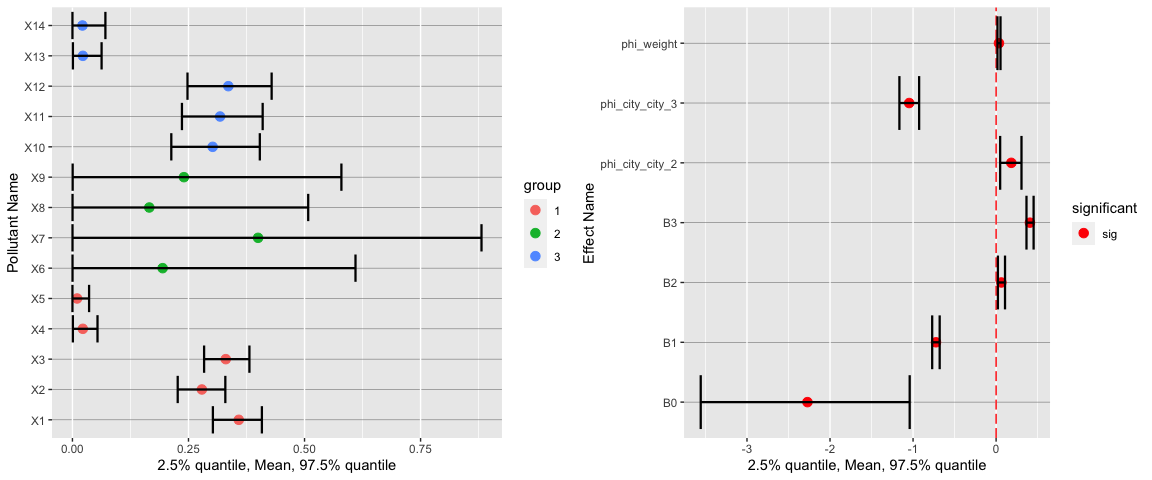 X14
X13
X12
X11
X10
X9
X8
X7
X6
X5
X4
X3
X2
X1
Pollutant Name
0.00 0.25 0.50 0.75
2.5% quantile, Mean, 97.5% quantile
group
1
2
3
phi_weight
phi_city_city_3
phi_city_city_2
B3
B2
B1
B0
Effect Name
-3 -2 -1 0
2.5% quantile, Mean, 97.5% quantile
significant
sig